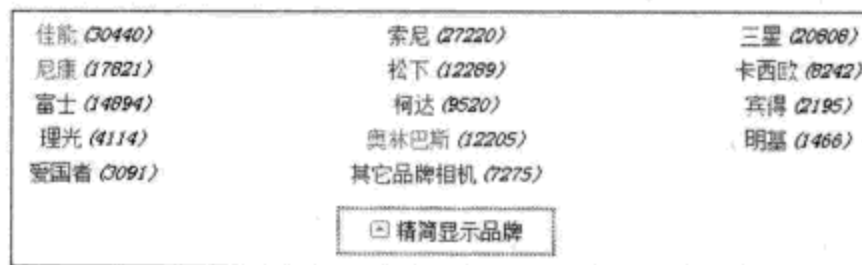 佳能 (30440) 索尼 (27220) 三星 (20808)
尼康 (17821) 松下 (12289) 卡西欧 (8242)
富士 (14894) 柯达 (9520) 宾得 (2195)
理光 (4114) 奥林巴斯 (12205) 明基 (1466)
爱国者 (3091) 其它品牌相机 (7275)
精简显示品牌